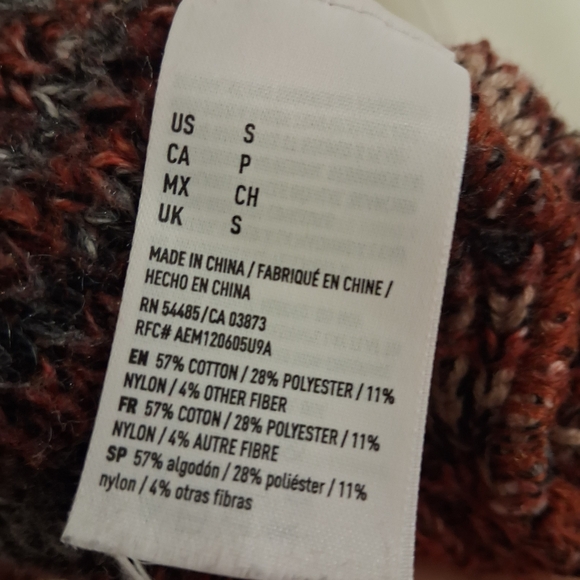 US S
CA P
MX CH
UK S
MADE IN CHINA / FABRIQUÉ EN CHINE /
HECHO EN CHINA
RN 54485 / CA 03873
RFC# AEM120605U9A
EN 57% COTTON / 28% POLYESTER / 11%
NYLON / 4% OTHER FIBER
FR 57% COTON / 28% POLYESTER / 11%
NYLON / 4% AUTRE FIBRE
SP 57% algodón / 28% poliéster / 11%
nylon / 4% otras fibras